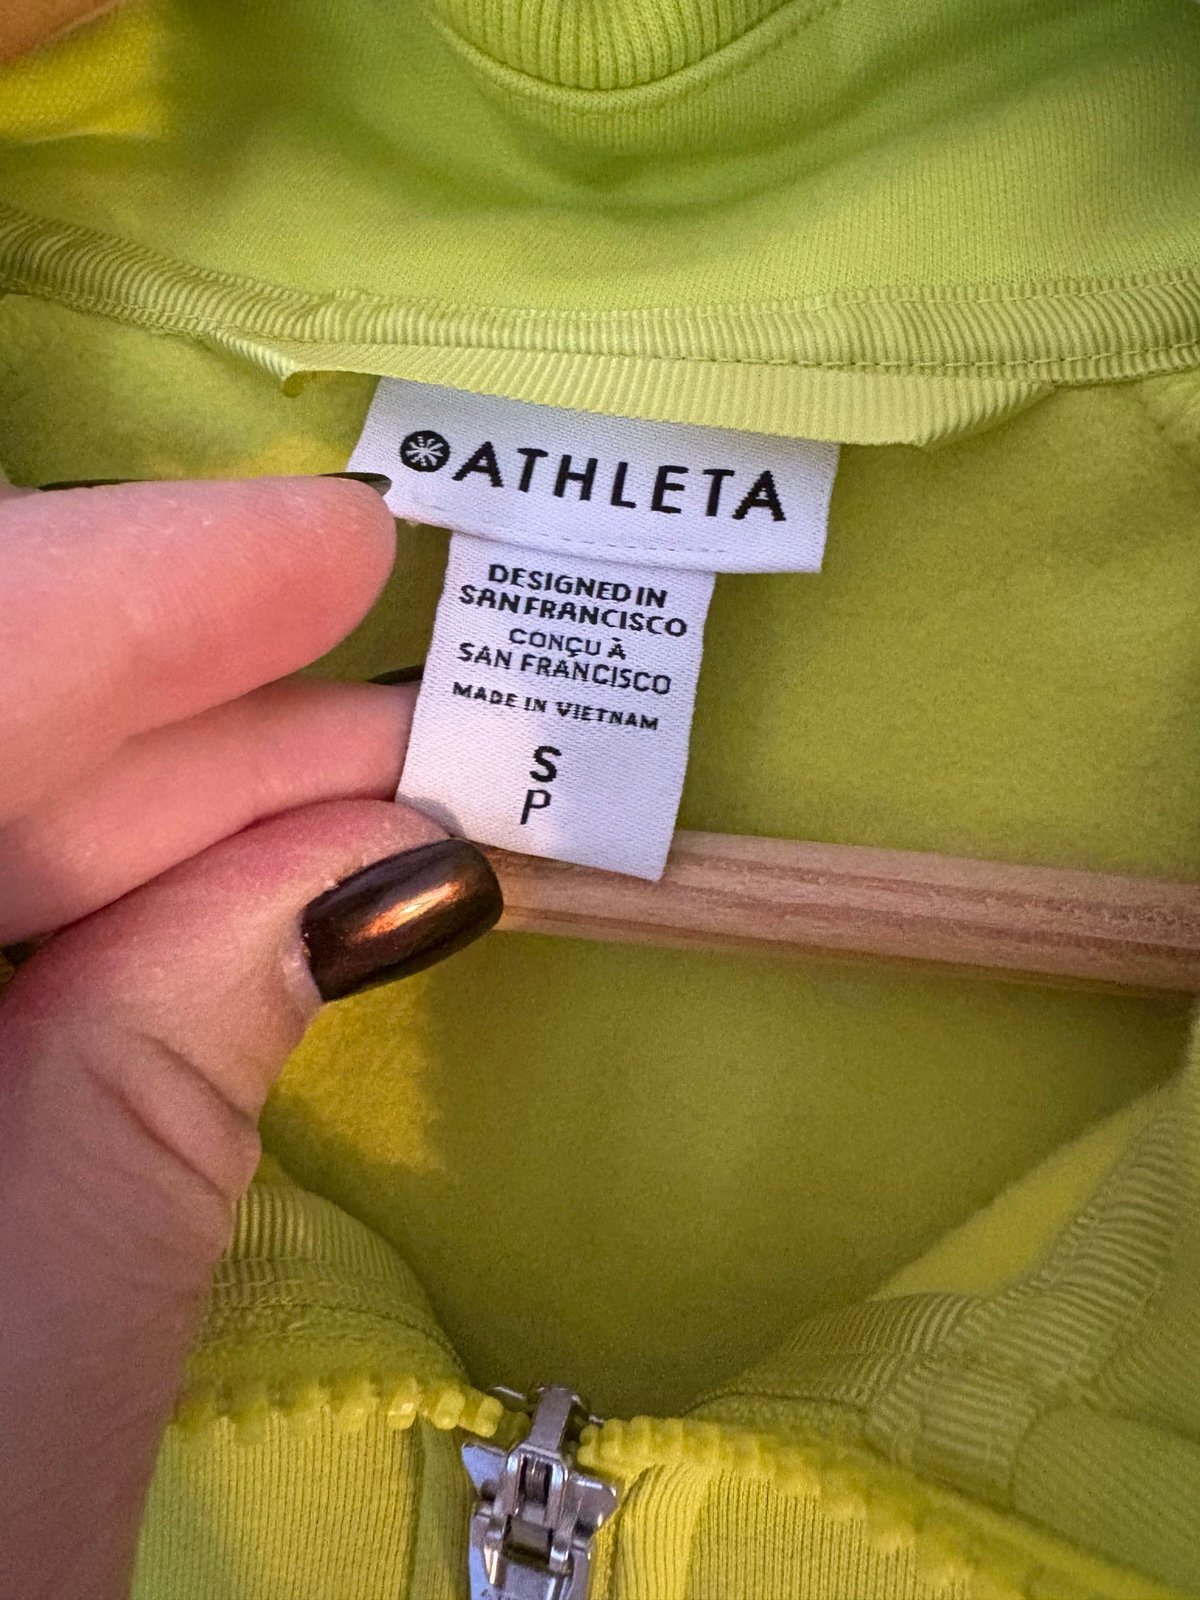 ATHLETA
DESIGNED IN
SAN FRANCISCO
CONÇU À
SAN FRANCISCO
MADE IN VIETNAM
S
P